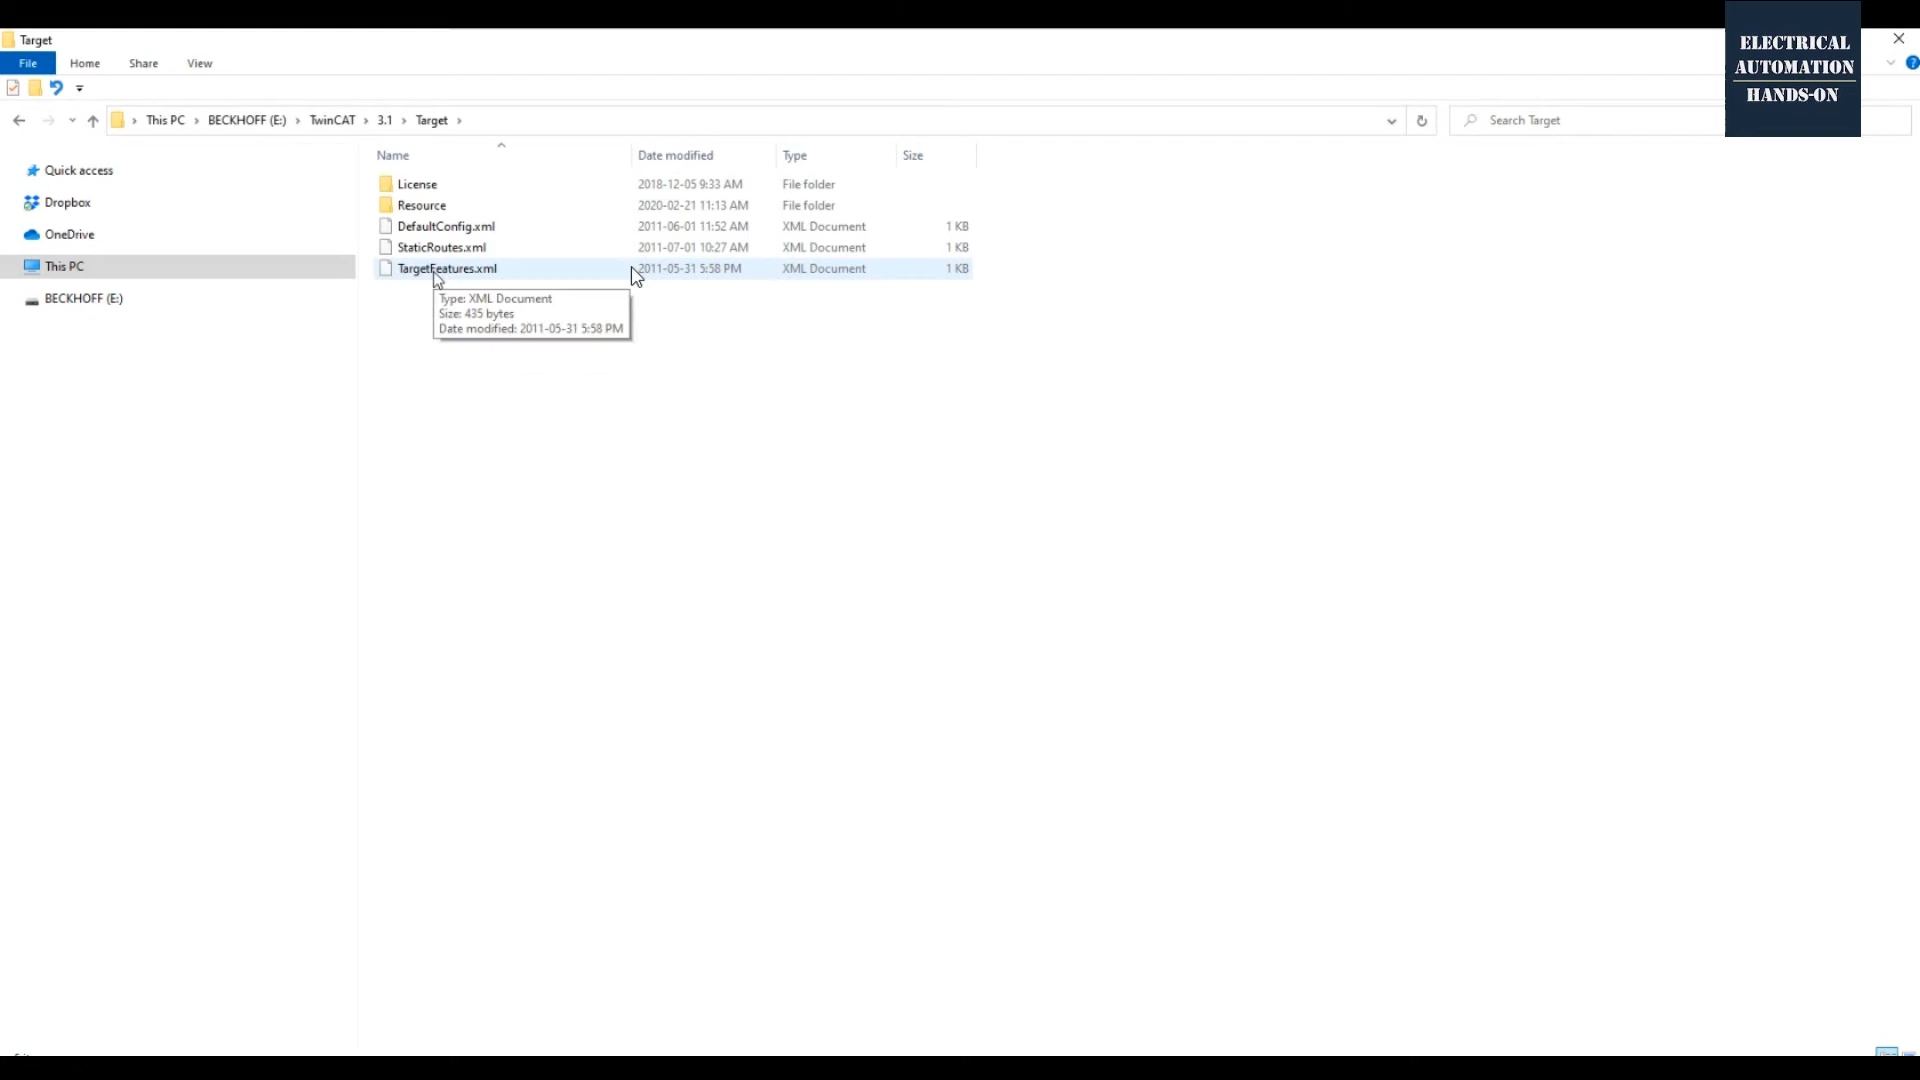 Target
File Home Share View
This PC > BECKHOFF (E:) > TwinCAT > 3.1 > Target >
Search Target
ELECTRICAL
AUTOMATION
HANDS-ON
Quick access
Dropbox
OneDrive
This PC
BECKHOFF (E:)
Name Date modified Type Size
License 2018-12-05 9:33 AM File folder
Resource 2020-02-21 11:13 AM File folder
DefaultConfig.xml 2011-06-01 11:52 AM XML Document 1 KB
StaticRoutes.xml 2011-07-01 10:27 AM XML Document 1 KB
TargetFeatures.xml 2011-05-31 5:58 PM XML Document 1 KB
Type: XML Document
Size: 435 bytes
Date modified: 2011-05-31 5:58 PM